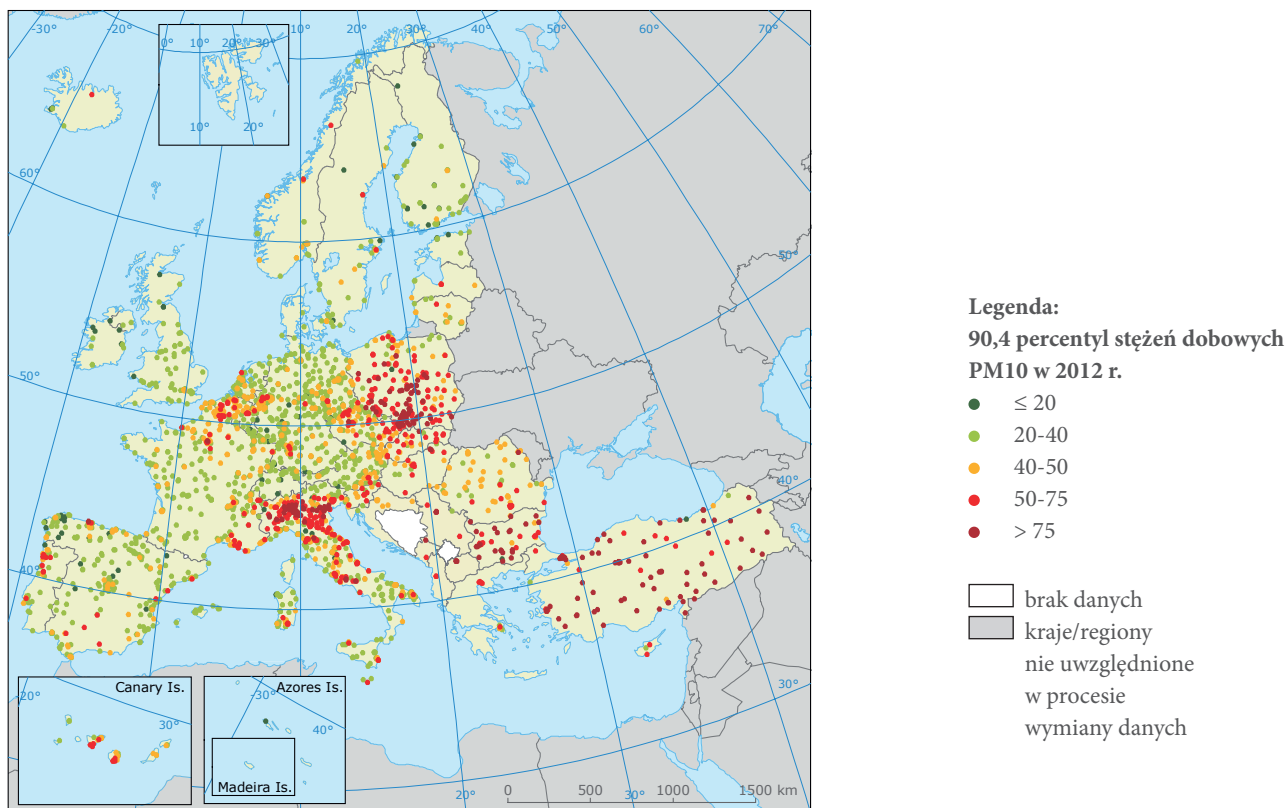 -30° -20° -10° 0° 10° 20° 30° 40° 50° 60° 70°
0° 10° 20° 30°
10° 20°
60°
50°
50°
40°
40°
30°
Canary Is.
20°
30°
Azores Is.
-30°
40°
Madeira Is.
20° 30°
0 500 1000 1500 km
Legenda:
90,4 percentyl stężeń dobowych
PM10 w 2012 r.
≤ 20
20-40
40-50
50-75
> 75
brak danych
kraje/regiony
nie uwzględnione
w procesie
wymiany danych